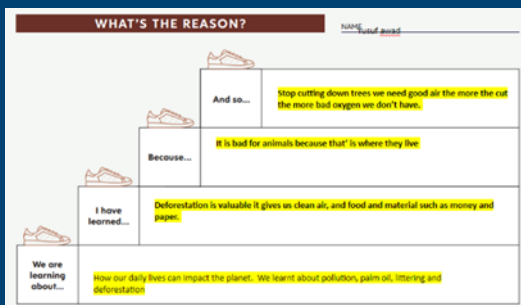 WHAT'S THE REASON?
NAME Yusuf awad
And so...
Stop cutting down trees we need good air the more the cut
the more bad oxygen we don't have.
Because...
It is bad for animals because that' is where they live
I have
learned...
Deforestation is valuable it gives us clean air, and food and material such as money and
paper.
We are
learning
about...
How our daily lives can impact the planet. We learnt about pollution, palm oil, littering and
deforestation